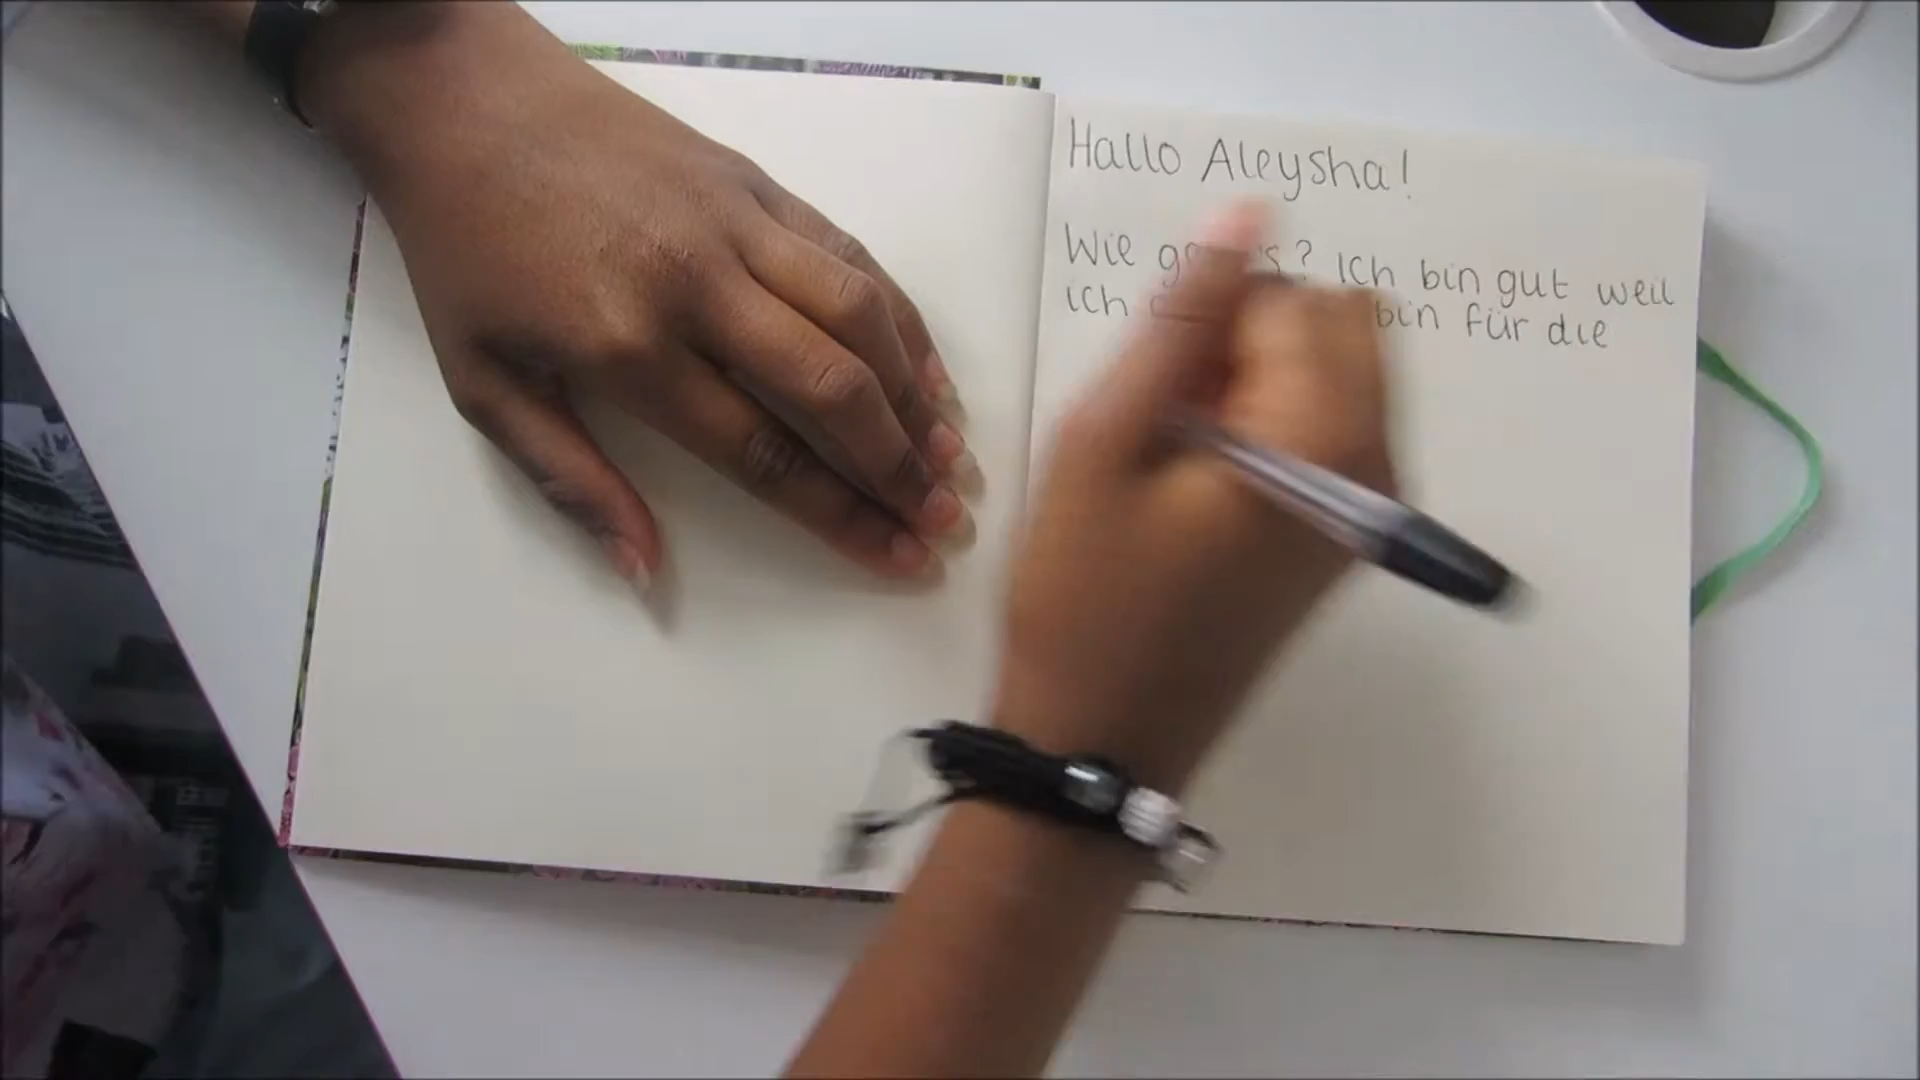 Hallo Aleysha!
Wie ? Ich bin gut weil
ich bin für die